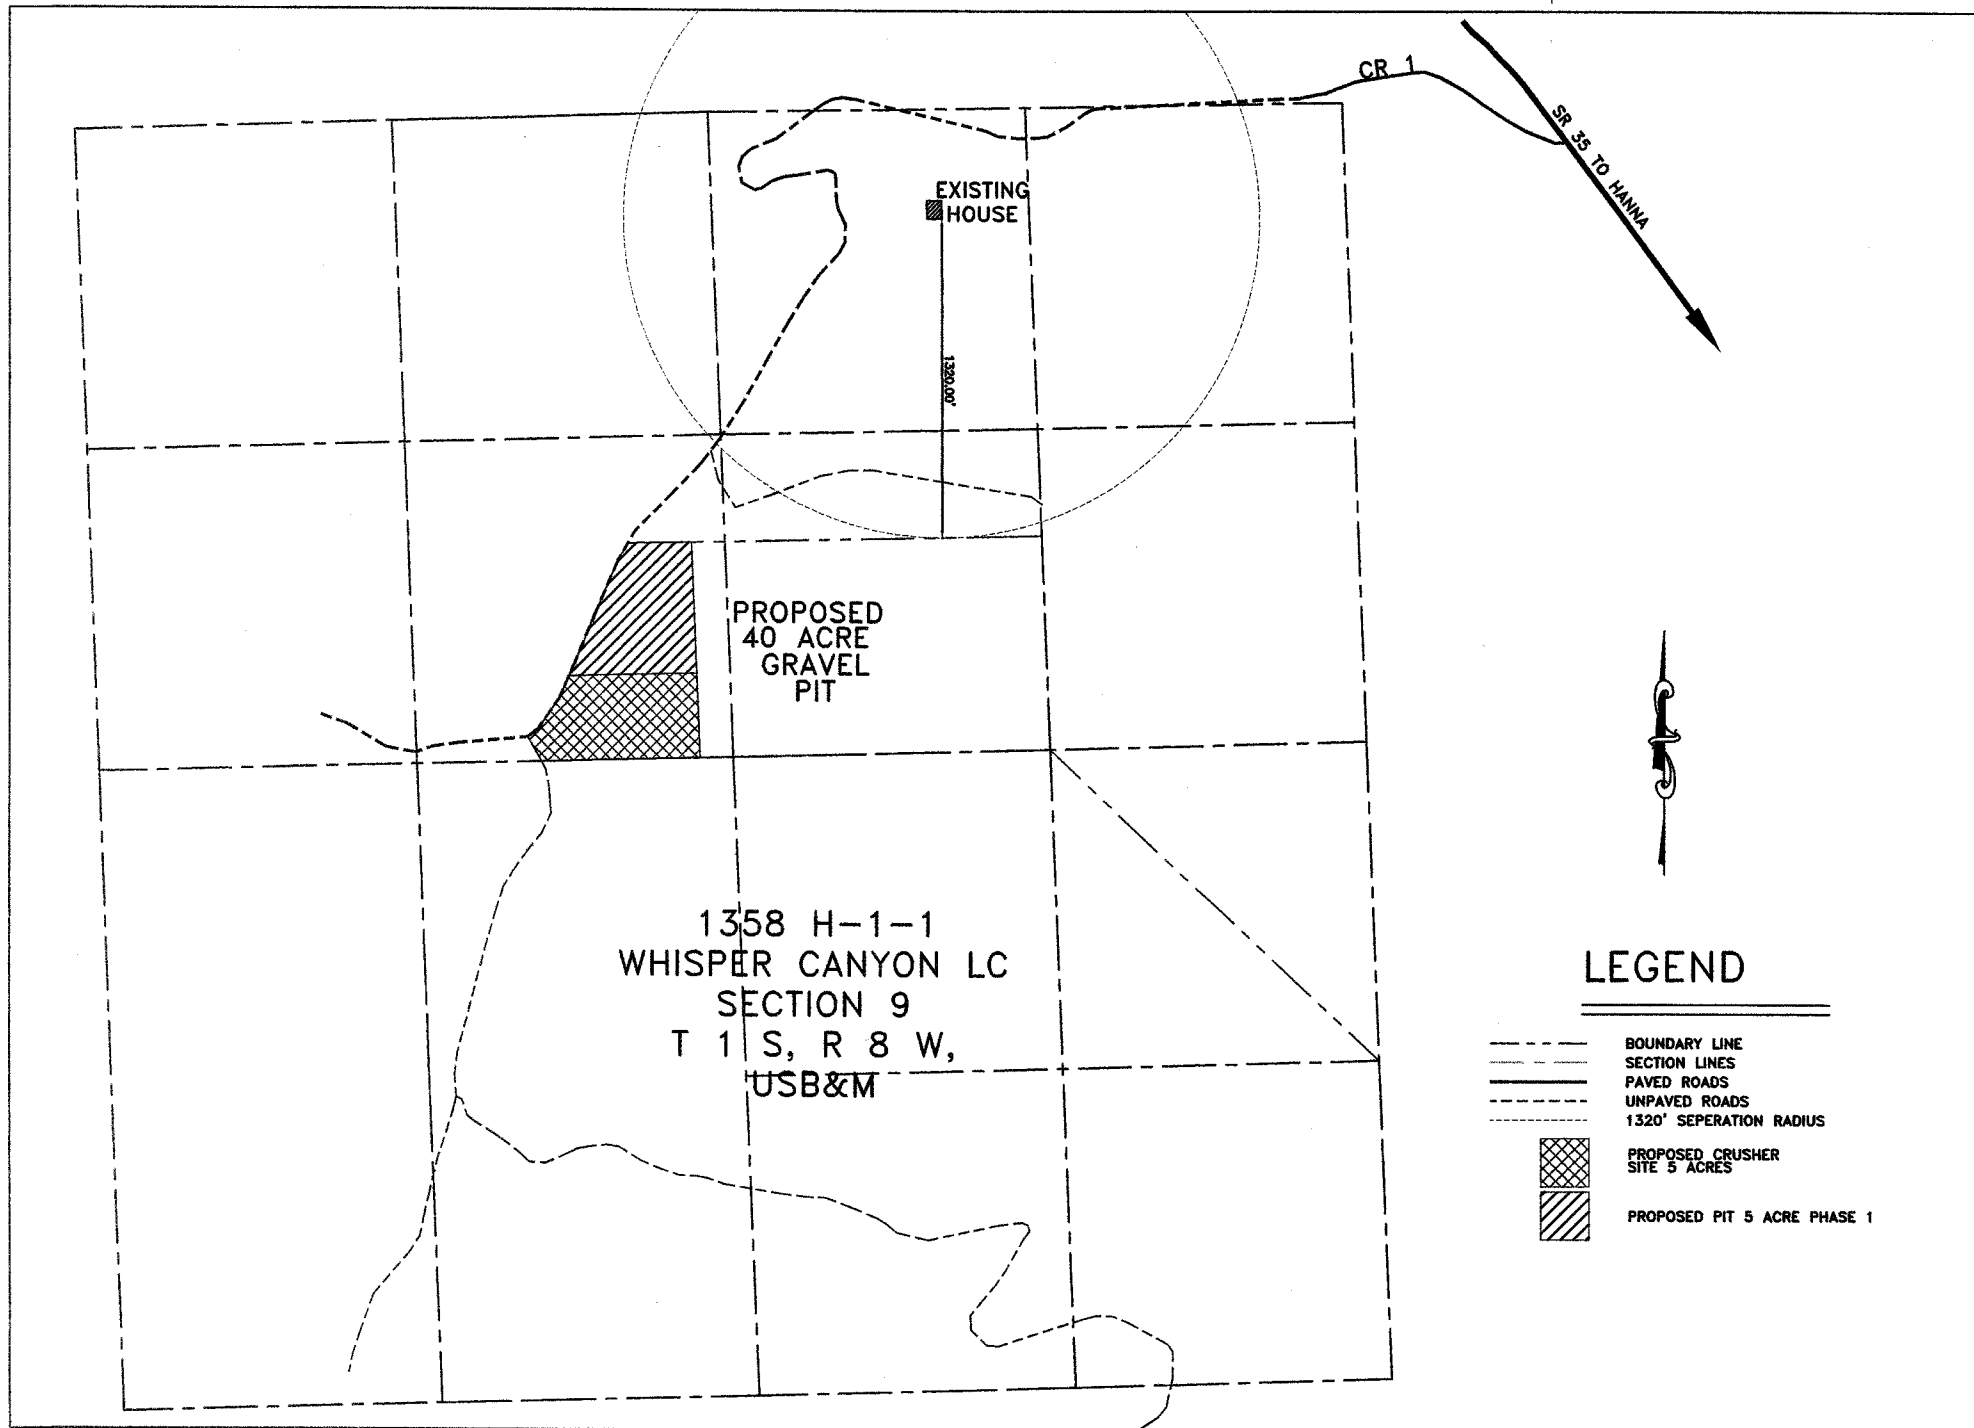 CR 1
SR 35 TO HANNA
EXISTING
HOUSE
1320.00'
PROPOSED
40 ACRE
GRAVEL
PIT
1358 H-1-1
WHISPER CANYON LC
SECTION 9
T 1 S, R 8 W,
USB&M
LEGEND
BOUNDARY LINE
SECTION LINES
PAVED ROADS
UNPAVED ROADS
1320' SEPERATION RADIUS
PROPOSED CRUSHER
SITE 5 ACRES
PROPOSED PIT 5 ACRE PHASE 1